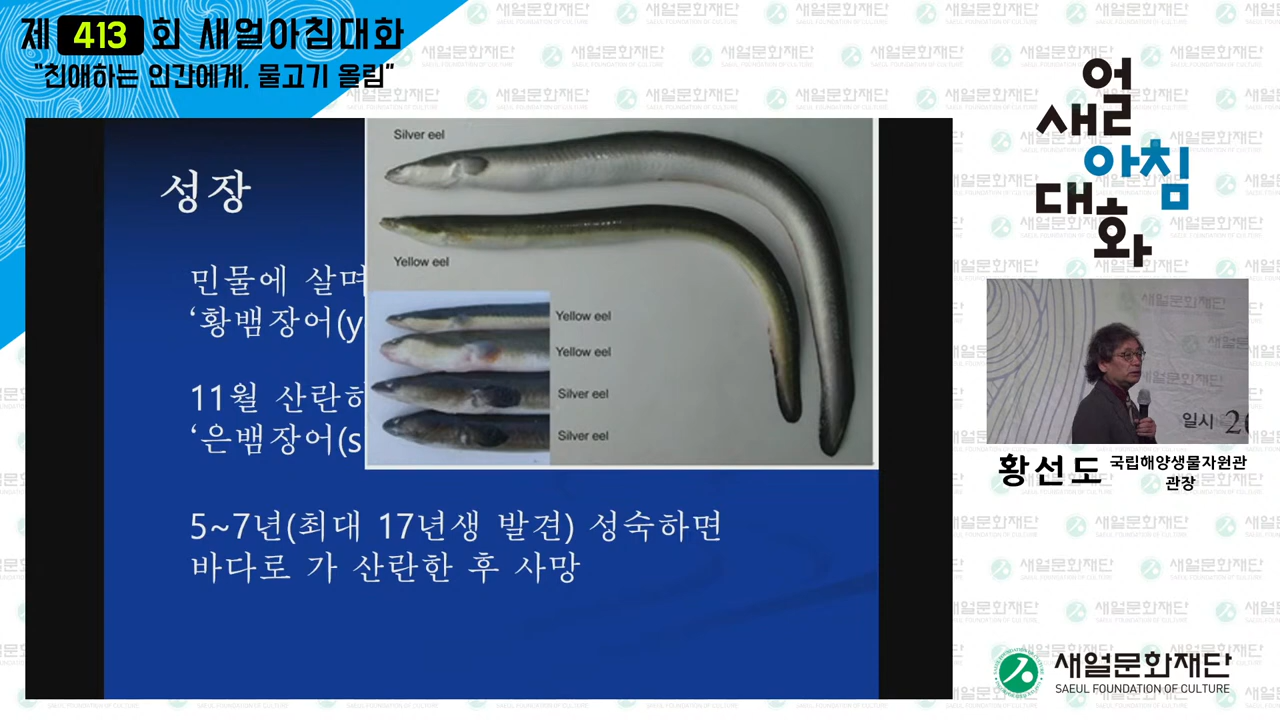 제 413 회 새얼아침대화
"친애하는 인간에게, 물고기 올림"
성장
민물에 살며
'황뱀장어(y
11월 산란하
'은뱀장어(s
5~7년(최대 17년생 발견) 성숙하면
바다로 가 산란한 후 사망
Silver eel
Yellow eel
Yellow eel
Yellow eel
Silver eel
Silver eel
새얼
아침
대화
일시 20
황선도 국립해양생물자원관
관장
새얼문화재단
SAEUL FOUNDATION OF CULTURE